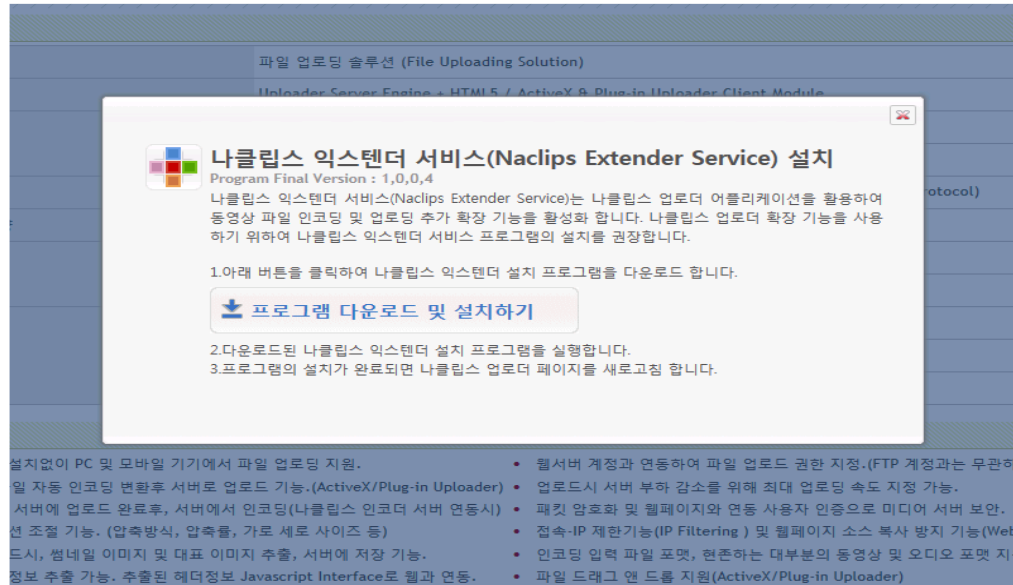 파일 업로딩 솔루션 (File Uploading Solution)
Uploader Server Engine + HTML5 / ActiveX & Plug-in Uploader Client Module
나클립스 익스텐더 서비스(Naclips Extender Service) 설치
Program Final Version : 1,0,0,4
나클립스 익스텐더 서비스(Naclips Extender Service)는 나클립스 업로더 어플리케이션을 활용하여
동영상 파일 인코딩 및 업로딩 추가 확장 기능을 활성화 합니다. 나클립스 업로더 확장 기능을 사용
하기 위하여 나클립스 익스텐더 서비스 프로그램의 설치를 권장합니다.
1.아래 버튼을 클릭하여 나클립스 익스텐더 설치 프로그램을 다운로드 합니다.
프로그램 다운로드 및 설치하기
2.다운로드된 나클립스 익스텐더 설치 프로그램을 실행합니다.
3.프로그램의 설치가 완료되면 나클립스 업로더 페이지를 새로고침 합니다.
설치없이 PC 및 모바일 기기에서 파일 업로딩 지원.
일 자동 인코딩 변환후 서버로 업로드 기능.(ActiveX/Plug-in Uploader)
서버에 업로드 완료후, 서버에서 인코딩(나클립스 인코더 서버 연동시)
션 조절 기능. (압축방식, 압축률, 가로 세로 사이즈 등)
드시, 썸네일 이미지 및 대표 이미지 추출, 서버에 저장 기능.
정보 추출 가능. 추출된 헤더정보 Javascript Interface로 웹과 연동.
• 웹서버 계정과 연동하여 파일 업로드 권한 지정.(FTP 계정과는 무관하
• 업로드시 서버 부하 감소를 위해 최대 업로딩 속도 지정 가능.
• 패킷 암호화 및 웹페이지와 연동 사용자 인증으로 미디어 서버 보안.
• 접속-IP 제한기능(IP Filtering ) 및 웹페이지 소스 복사 방지 기능(Web
• 인코딩 입력 파일 포맷, 현존하는 대부분의 동영상 및 오디오 포맷 지
• 파일 드래그 앤 드롭 지원(ActiveX/Plug-in Uploader)